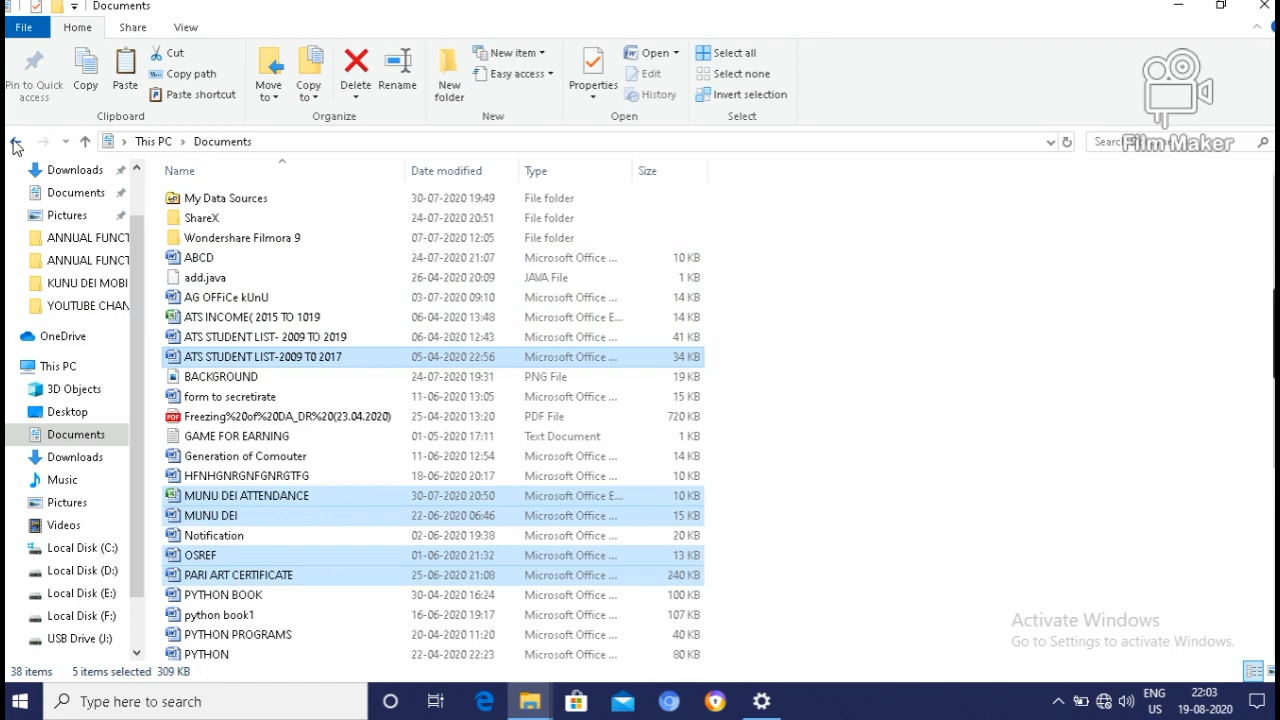 Documents
File Home Share View
Pin to Quick access
Copy
Paste
Cut
Copy path
Paste shortcut
Move to
Copy to
Delete
Rename
New folder
New item
Easy access
Properties
Open
Edit
History
Select all
Select none
Invert selection
Clipboard Organize New Open Select
Film Maker
This PC Documents
Name Date modified Type Size
Downloads
Documents
Pictures
ANNUAL FUNCT
ANNUAL FUNCT
KUNU DEI MOBI
YOUTUBE CHAN
OneDrive
This PC
3D Objects
Desktop
Documents
Downloads
Music
Pictures
Videos
Local Disk (C:)
Local Disk (D:)
Local Disk (E:)
Local Disk (F:)
USB Drive (J:)
My Data Sources 30-07-2020 19:49 File folder
ShareX 24-07-2020 20:51 File folder
Wondershare Filmora 9 07-07-2020 12:05 File folder
ABCD 24-07-2020 21:07 Microsoft Office ... 10 KB
add.java 26-04-2020 20:09 JAVA File 1 KB
AG OFFiCe kUnU 03-07-2020 09:10 Microsoft Office ... 14 KB
ATS INCOME( 2015 TO 1019 06-04-2020 13:48 Microsoft Office E... 14 KB
ATS STUDENT LIST- 2009 TO 2019 06-04-2020 12:43 Microsoft Office ... 41 KB
ATS STUDENT LIST-2009 T0 2017 05-04-2020 22:56 Microsoft Office ... 34 KB
BACKGROUND 24-07-2020 19:31 PNG File 19 KB
form to secretirate 11-06-2020 13:05 Microsoft Office ... 15 KB
Freezing%20of%20DA_DR%20(23.04.2020) 25-04-2020 13:20 PDF File 720 KB
GAME FOR EARNING 01-05-2020 17:11 Text Document 1 KB
Generation of Comouter 11-06-2020 12:54 Microsoft Office ... 14 KB
HFNHGNRGNFGNRGTFG 18-06-2020 20:17 Microsoft Office ... 10 KB
MUNU DEI ATTENDANCE 30-07-2020 20:50 Microsoft Office E... 10 KB
MUNU DEI 22-06-2020 06:46 Microsoft Office ... 15 KB
Notification 02-06-2020 19:38 Microsoft Office ... 20 KB
OSREF 01-06-2020 21:32 Microsoft Office ... 13 KB
PARI ART CERTIFICATE 25-06-2020 21:08 Microsoft Office ... 240 KB
PYTHON BOOK 30-04-2020 16:24 Microsoft Office ... 100 KB
python book1 16-06-2020 19:17 Microsoft Office ... 107 KB
PYTHON PROGRAMS 20-04-2020 11:20 Microsoft Office ... 40 KB
PYTHON 22-04-2020 22:23 Microsoft Office ... 80 KB
Activate Windows
Go to Settings to activate Windows.
38 items 5 items selected 309 KB
Type here to search
ENG
US
22:03
19-08-2020